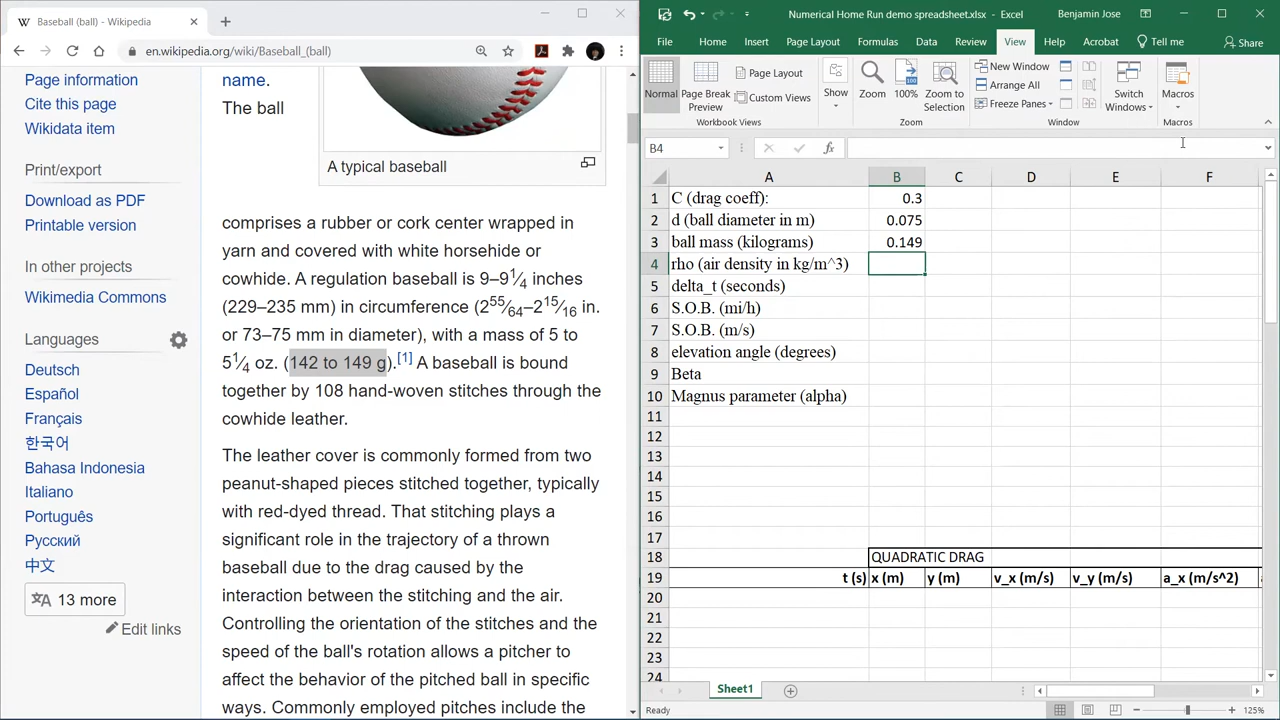 Baseball (ball) - Wikipedia
en.wikipedia.org/wiki/Baseball_(ball)
Page information
Cite this page
Wikidata item
Print/export
Download as PDF
Printable version
In other projects
Wikimedia Commons
Languages
Deutsch
Español
Français
한국어
Bahasa Indonesia
Italiano
Português
Русский
中文
13 more
Edit links
name.
The ball
A typical baseball
comprises a rubber or cork center wrapped in
yarn and covered with white horsehide or
cowhide. A regulation baseball is 9–9 1⁄4 inches
(229–235 mm) in circumference (2 55⁄64–2 15⁄16 in.
or 73–75 mm in diameter), with a mass of 5 to
5 1⁄4 oz. (142 to 149 g).[1] A baseball is bound
together by 108 hand-woven stitches through the
cowhide leather.
The leather cover is commonly formed from two
peanut-shaped pieces stitched together, typically
with red-dyed thread. That stitching plays a
significant role in the trajectory of a thrown
baseball due to the drag caused by the
interaction between the stitching and the air.
Controlling the orientation of the stitches and the
speed of the ball's rotation allows a pitcher to
affect the behavior of the pitched ball in specific
ways. Commonly employed pitches include the
Numerical Home Run demo spreadsheet.xlsx - Excel
Benjamin Jose
File Home Insert Page Layout Formulas Data Review View Help Acrobat Tell me Share
Normal
Page Break Preview
Page Layout
Custom Views
Workbook Views
Show
Zoom
100%
Zoom to Selection
Zoom
New Window
Arrange All
Freeze Panes
Switch Windows
Window
Macros
Macros
B4 fx
A B C D E F
1 C (drag coeff): 0.3
2 d (ball diameter in m) 0.075
3 ball mass (kilograms) 0.149
4 rho (air density in kg/m^3)
5 delta_t (seconds)
6 S.O.B. (mi/h)
7 S.O.B. (m/s)
8 elevation angle (degrees)
9 Beta
10 Magnus parameter (alpha)
11
12
13
14
15
16
17
18 QUADRATIC DRAG
19 t (s) x (m) y (m) v_x (m/s) v_y (m/s) a_x (m/s^2)
20
21
22
23
24
Sheet1
Ready
125%